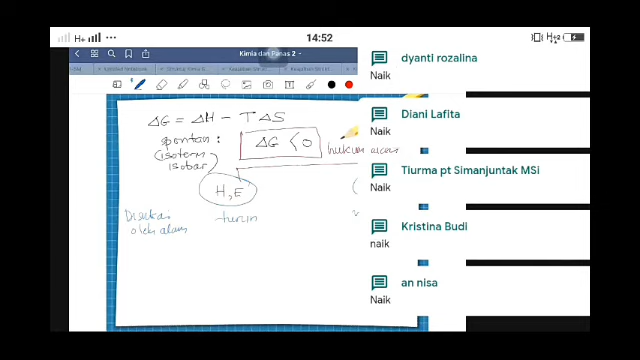 H+
14:52
H+
Kimia dan Panas 2
dyanti rozalina
Naik
Diani Lafita
Naik
Tiurma pt Simanjuntak MSi
Naik
Kristina Budi
naik
an nisa
Naik
ΔG = ΔH - TΔS
spontan :
ΔG < 0
isoterm
isobar
hukum alam
H, E
Disukai
oleh alam
turun